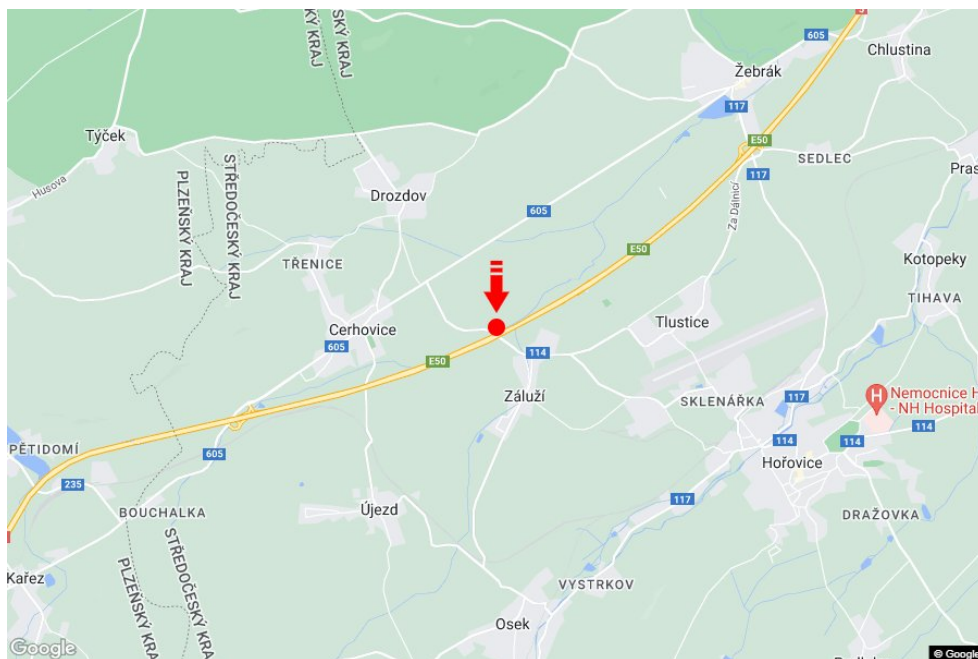 605
Chlustina
Žebrák
117
Týček
E50
SEDLEC
Pras
117
Husova
STŘEDOČESKÝ KRAJ
PLZEŇSKÝ KRAJ
SKÝ KRAJ
ŘEDOČESKÝ KRAJ
Drozdov
605
Za Dálnicí
E50
Kotopeky
TŘENICE
TIHAVA
Tlustice
Cerhovice
605
114
E50
Záluží
SKLENÁŘKA
117
Nemocnice H
- NH Hospital
605
PĚTIDOMÍ
114
114
Hořovice
235
BOUCHALKA
Újezd
117
DRAŽOVKA
STŘEDOČESKÝ KRAJ
PLZEŇSKÝ KRAJ
Kařez
VYSTRKOV
Osek
Google
© Google